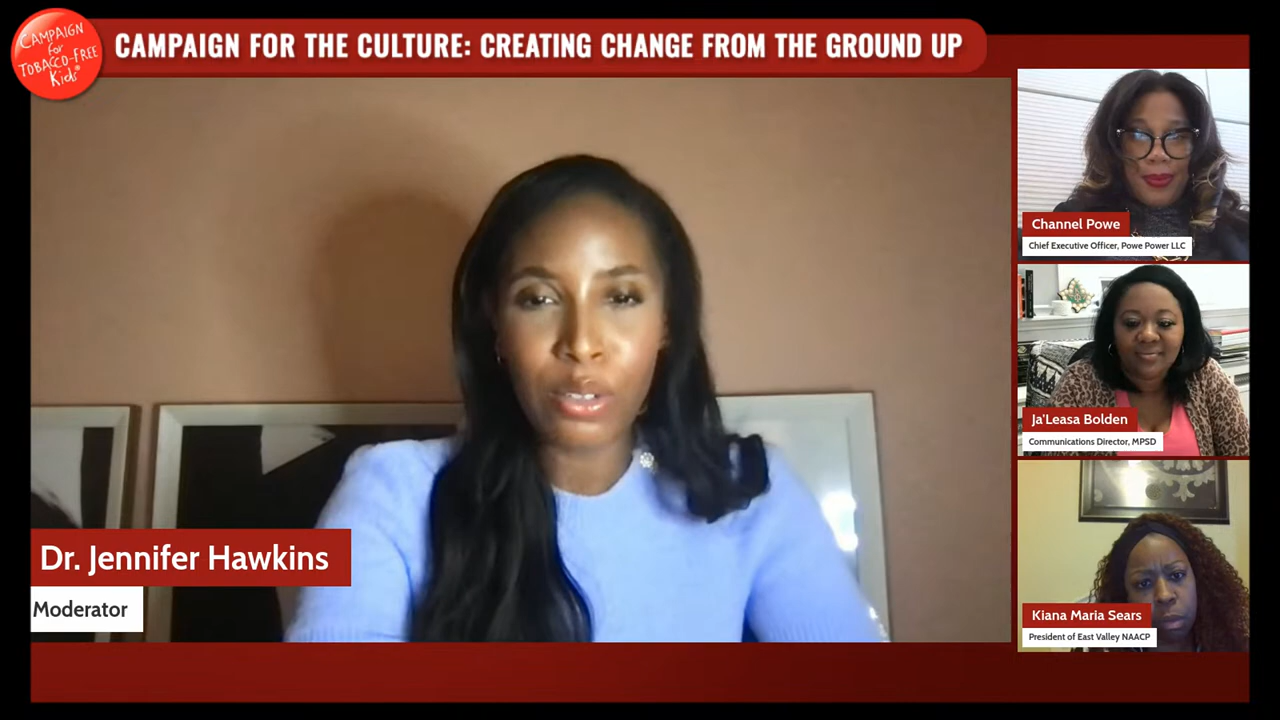 CAMPAIGN
for
TOBACCO-FREE
Kids®
CAMPAIGN FOR THE CULTURE: CREATING CHANGE FROM THE GROUND UP
Dr. Jennifer Hawkins
Moderator
Channel Powe
Chief Executive Officer, Powe Power LLC
Ja'Leasa Bolden
Communications Director, MPSD
Kiana Maria Sears
President of East Valley NAACP